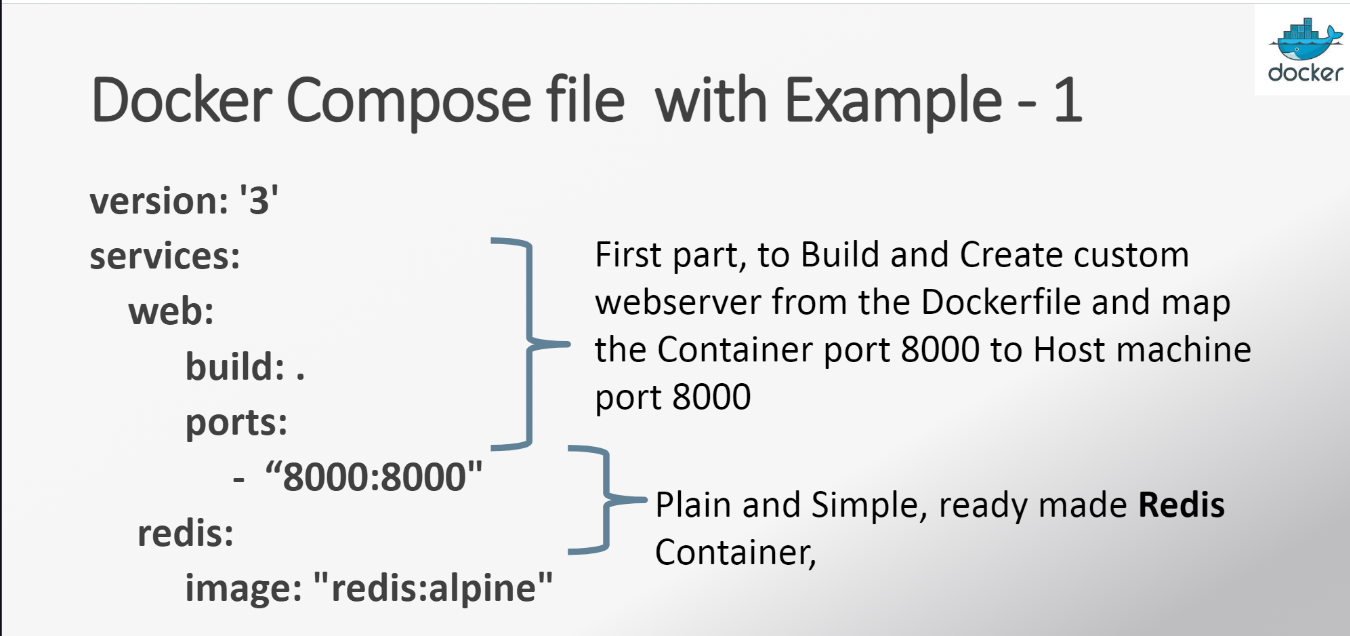 docker
Docker Compose file  with Example - 1
version: '3'
services:
web:
build: .
ports:
- “8000:8000"
redis:
image: "redis:alpine"
First part, to Build and Create custom
webserver from the Dockerfile and map
the Container port 8000 to Host machine
port 8000
Plain and Simple, ready made Redis
Container,